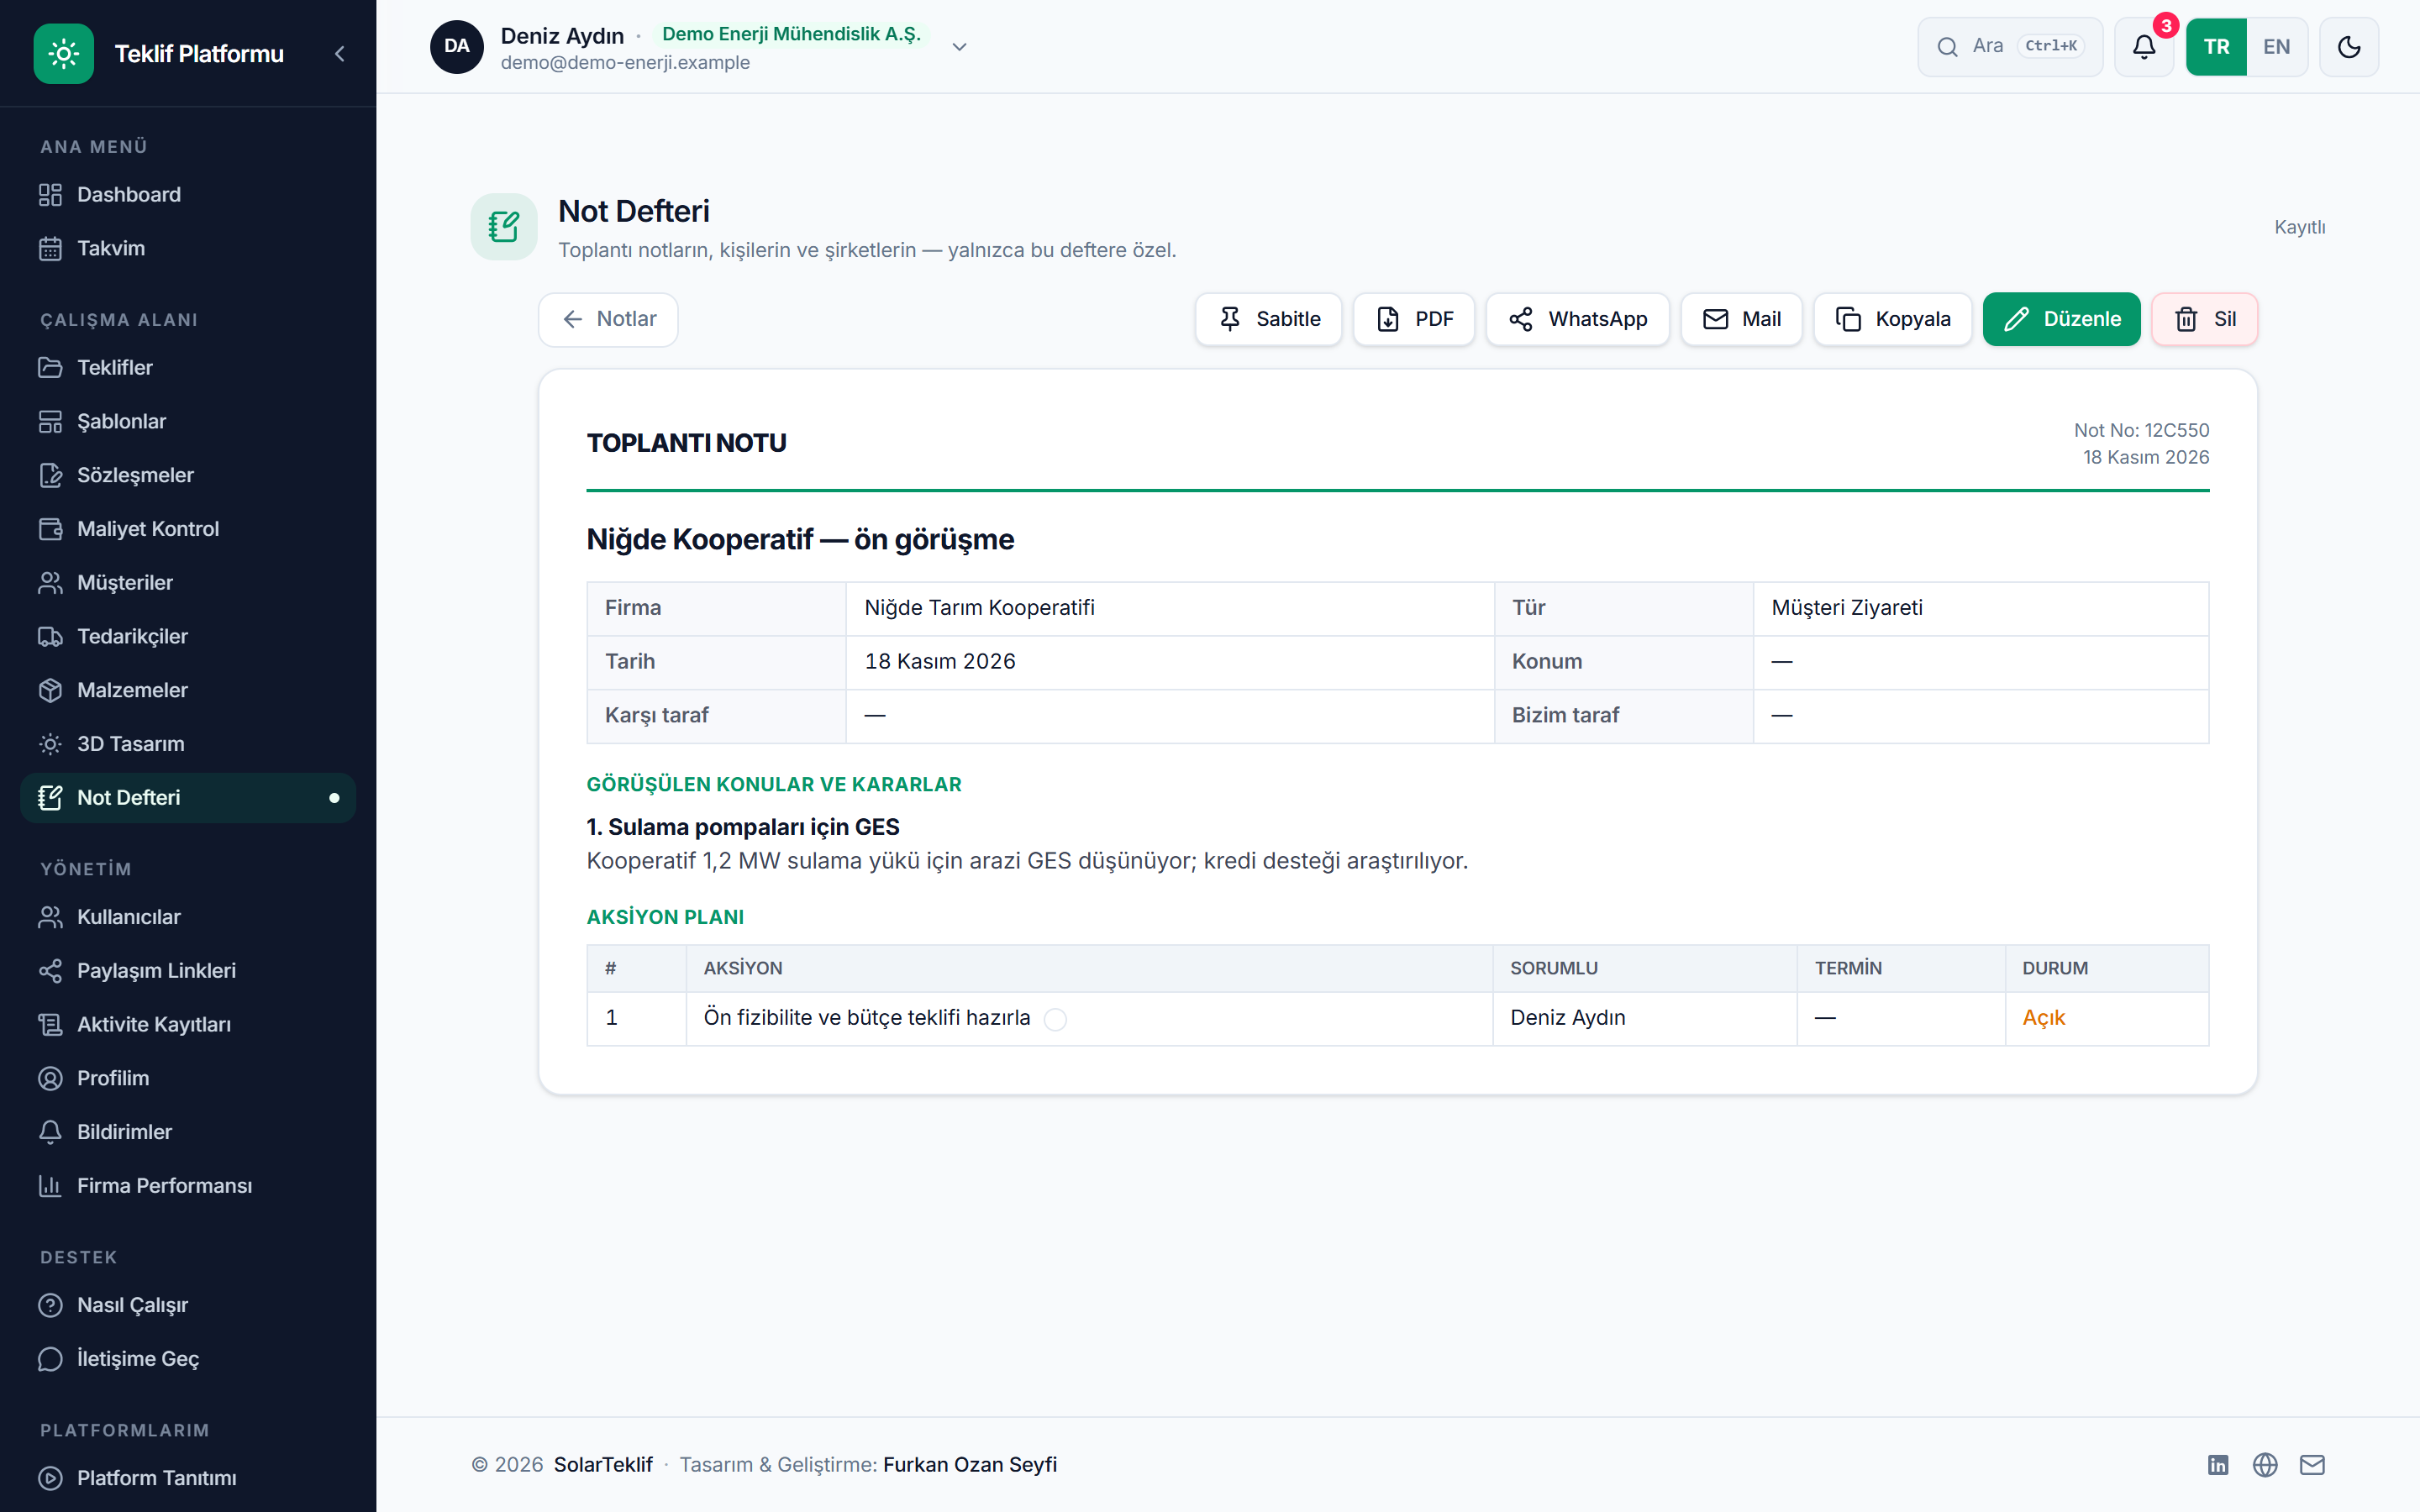 Teklif Platformu
ANA MENÜ
Dashboard
Takvim
ÇALIŞMA ALANI
Teklifler
Şablonlar
Sözleşmeler
Maliyet Kontrol
Müşteriler
Tedarikçiler
Malzemeler
3D Tasarım
Not Defteri
YÖNETİM
Kullanıcılar
Paylaşım Linkleri
Aktivite Kayıtları
Profilim
Bildirimler
Firma Performansı
DESTEK
Nasıl Çalışır
İletişime Geç
PLATFORMLARIM
Platform Tanıtımı
DA
Deniz Aydın · Demo Enerji Mühendislik A.Ş.
demo@demo-enerji.example
Ara Ctrl+K
3
TR EN
Not Defteri
Toplantı notların, kişilerin ve şirketlerin — yalnızca bu deftere özel.
Kayıtlı
Notlar
Sabitle PDF WhatsApp Mail Kopyala Düzenle Sil
TOPLANTI NOTU
Not No: 12C550
18 Kasım 2026
Niğde Kooperatif — ön görüşme
Firma Niğde Tarım Kooperatifi Tür Müşteri Ziyareti
Tarih 18 Kasım 2026 Konum —
Karşı taraf — Bizim taraf —
GÖRÜŞÜLEN KONULAR VE KARARLAR
1. Sulama pompaları için GES
Kooperatif 1,2 MW sulama yükü için arazi GES düşünüyor; kredi desteği araştırılıyor.
AKSİYON PLANI
# AKSİYON SORUMLU TERMİN DURUM
1 Ön fizibilite ve bütçe teklifi hazırla Deniz Aydın — Açık
© 2026 SolarTeklif · Tasarım & Geliştirme: Furkan Ozan Seyfi
in